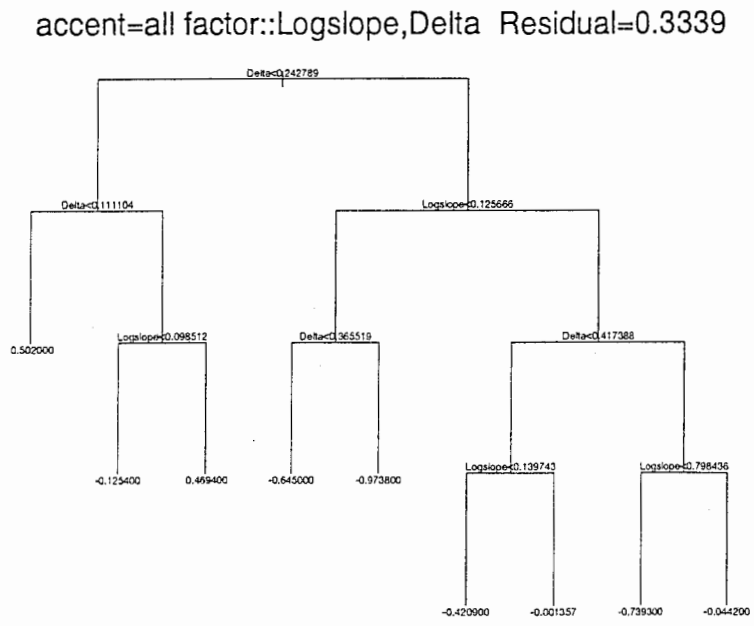 accent=all factor::Logslope,Delta Residual=0.3339
Delta<0.242789
Delta<0.111104
Logslope<0.125666
Logslope<0.098512
Delta<0.365519
Delta<0.417388
0.502000
Logslope<0.139743
Logslope<0.798436
-0.125400
0.469400
-0.645000
-0.973800
-0.420900
-0.001357
-0.739300
-0.044200